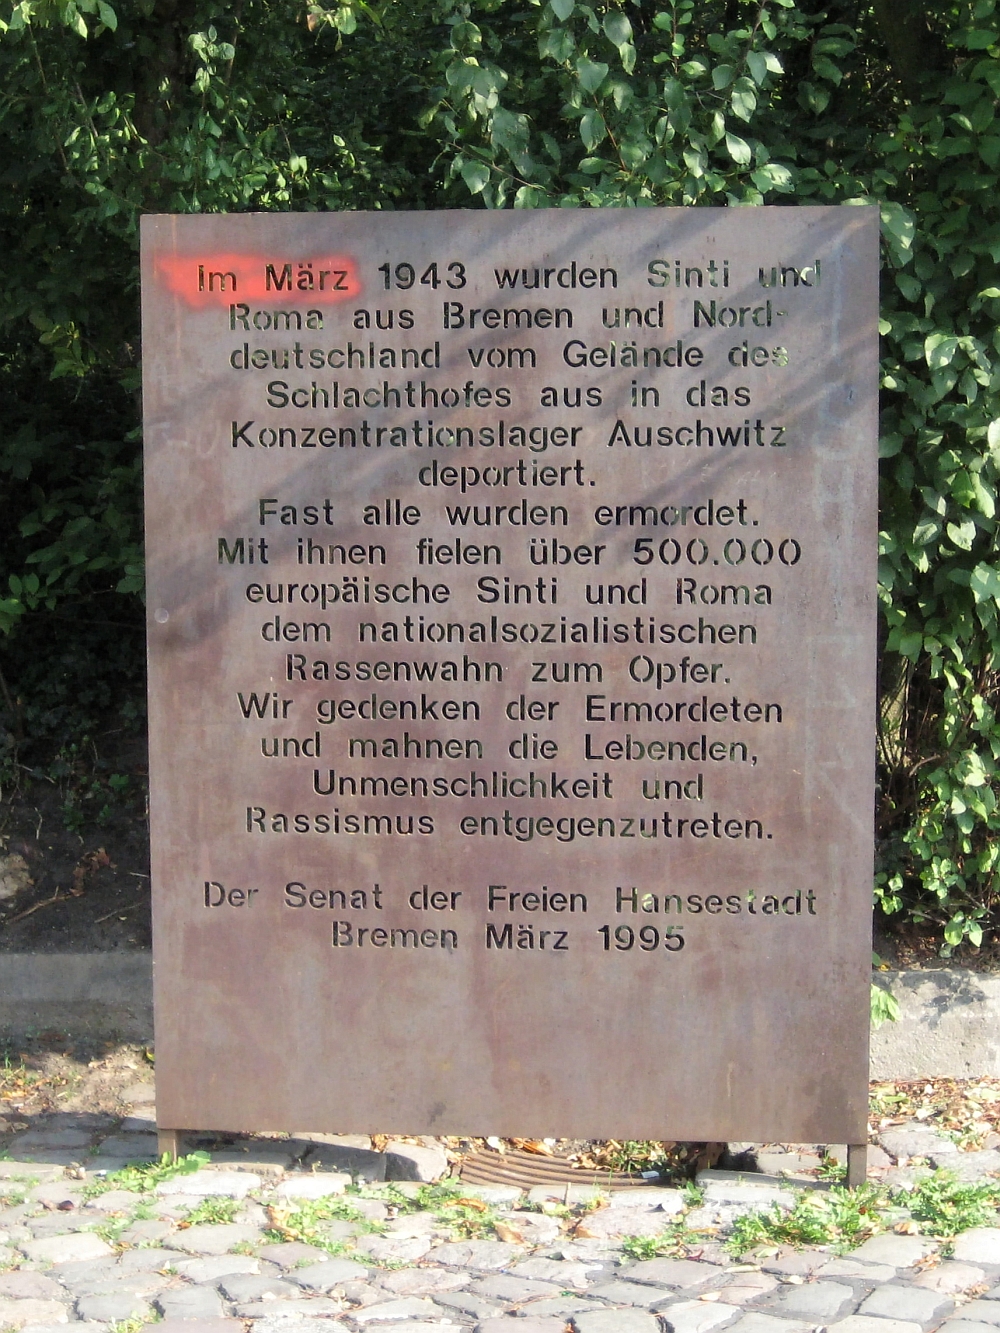 Im März 1943 wurden Sinti und
Roma aus Bremen und Nord-
deutschland vom Gelände des
Schlachthofes aus in das
Konzentrationslager Auschwitz
deportiert.
Fast alle wurden ermordet.
Mit ihnen fielen über 500.000
europäische Sinti und Roma
dem nationalsozialistischen
Rassenwahn zum Opfer.
Wir gedenken der Ermordeten
und mahnen die Lebenden,
Unmenschlichkeit und
Rassismus entgegenzutreten.
Der Senat der Freien Hansestadt
Bremen März 1995